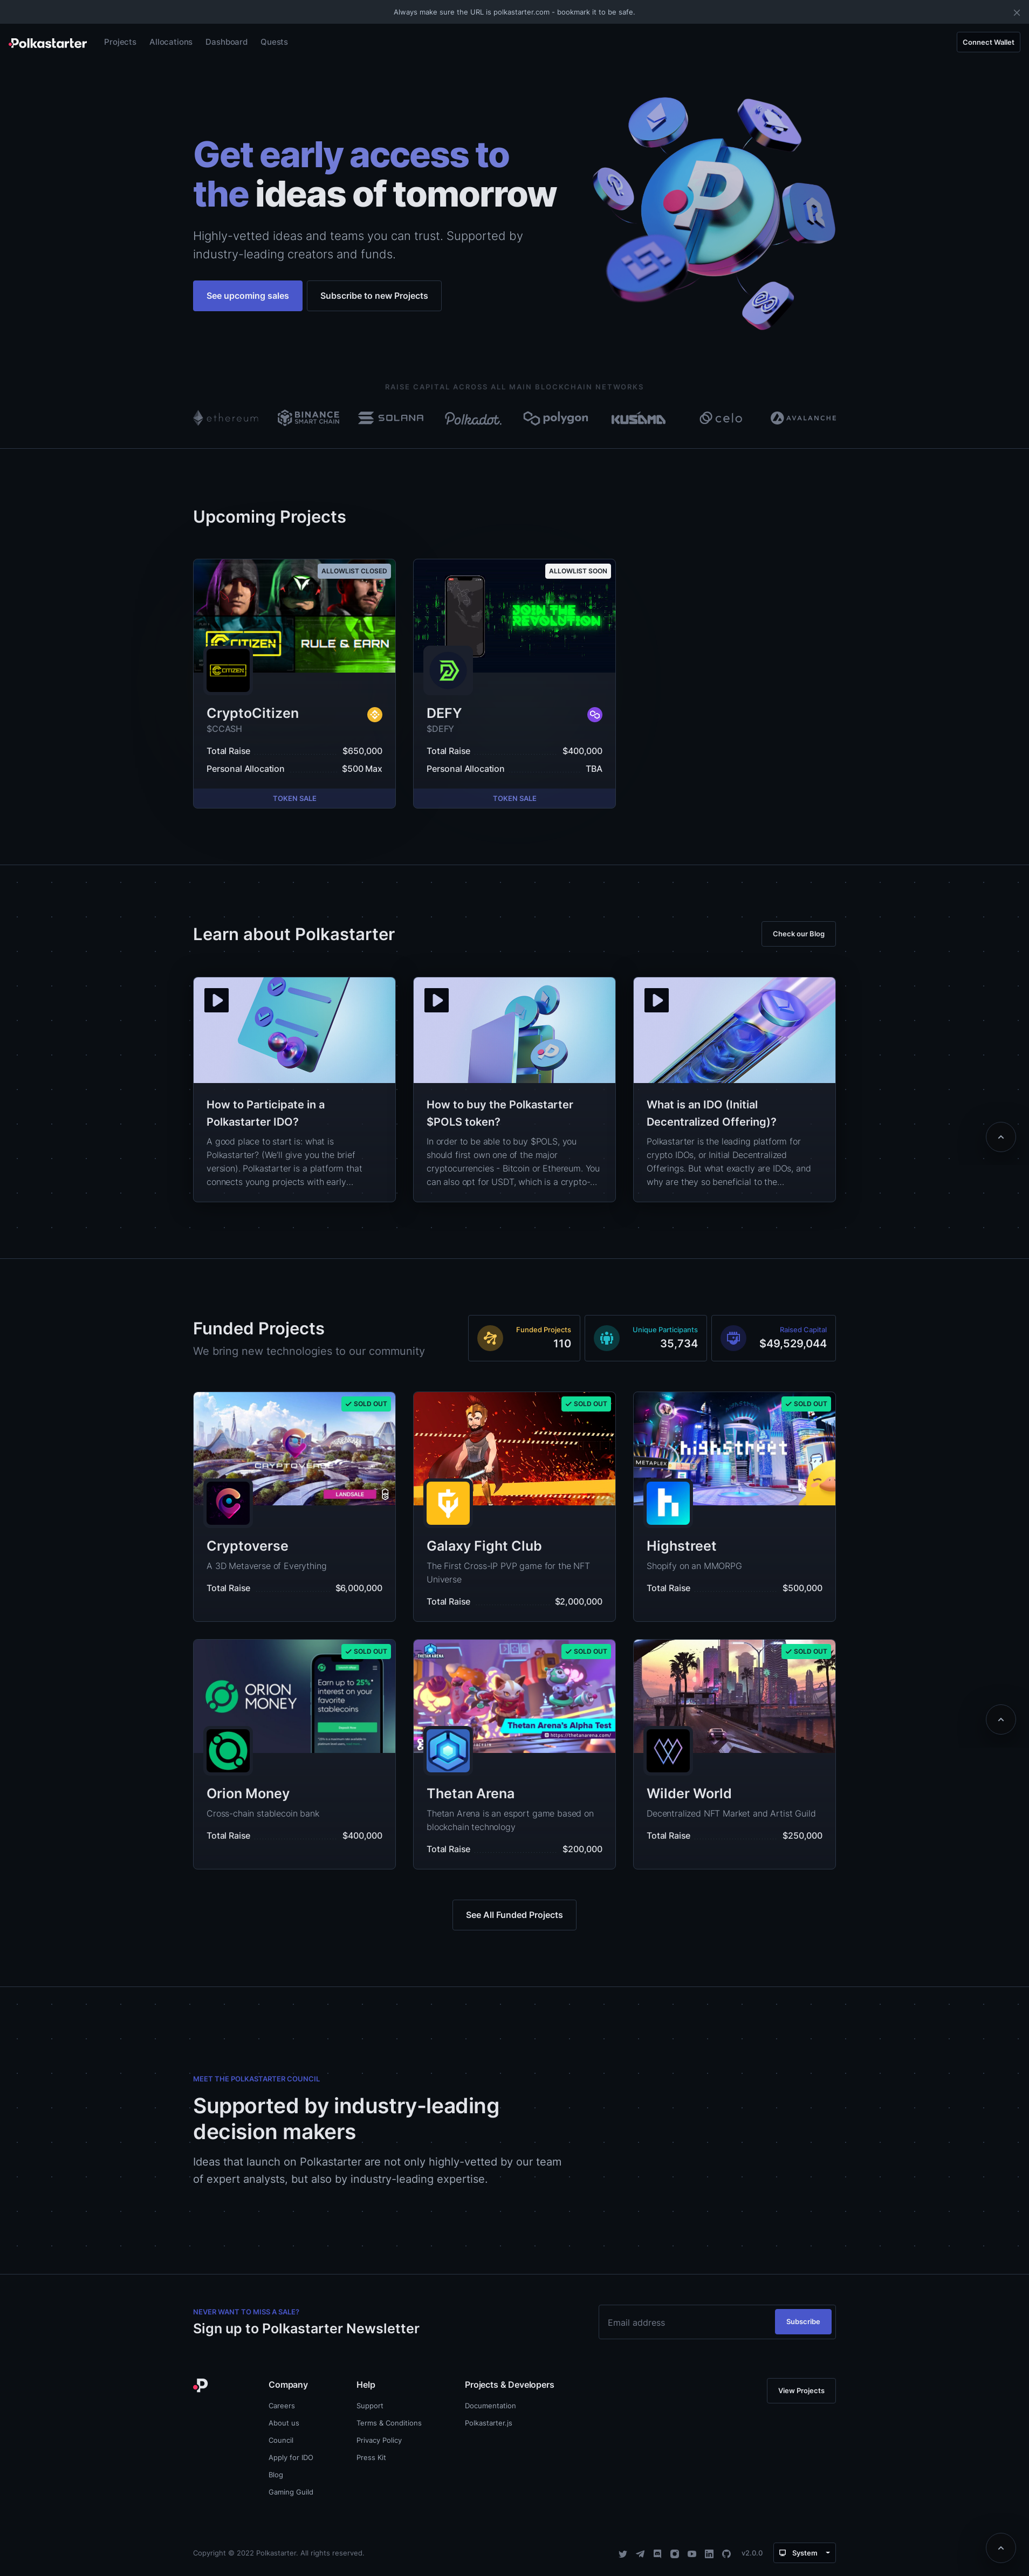 Always make sure the URL is polkastarter.com - bookmark it to be safe.
Polkastarter
Projects
Allocations
Dashboard
Quests
Connect Wallet
Get early access to
the ideas of tomorrow
Highly-vetted ideas and teams you can trust. Supported by
industry-leading creators and funds.
See upcoming sales
Subscribe to new Projects
RAISE CAPITAL ACROSS ALL MAIN BLOCKCHAIN NETWORKS
ethereum
BINANCE
SMART CHAIN
SOLANA
Polkadot.
polygon
KUSAMA
celo
AVALANCHE
Upcoming Projects
ALLOWLIST CLOSED
CITIZEN
RULE & EARN
CITIZEN
CryptoCitizen
$CCASH
Total Raise
$650,000
Personal Allocation
$500 Max
TOKEN SALE
ALLOWLIST SOON
JOIN THE
REVOLUTION
DEFY
$DEFY
Total Raise
$400,000
Personal Allocation
TBA
TOKEN SALE
Learn about Polkastarter
Check our Blog
How to Participate in a
Polkastarter IDO?
A good place to start is: what is
Polkastarter? (We'll give you the brief
version). Polkastarter is a platform that
connects young projects with early...
How to buy the Polkastarter
$POLS token?
In order to be able to buy $POLS, you
should first own one of the major
cryptocurrencies - Bitcoin or Ethereum. You
can also opt for USDT, which is a crypto-...
What is an IDO (Initial
Decentralized Offering)?
Polkastarter is the leading platform for
crypto IDOs, or Initial Decentralized
Offerings. But what exactly are IDOs, and
why are they so beneficial to the...
Funded Projects
We bring new technologies to our community
Funded Projects
110
Unique Participants
35,734
Raised Capital
$49,529,044
SOLD OUT
CRYPTOVERSE
LANDSALE
Cryptoverse
A 3D Metaverse of Everything
Total Raise
$6,000,000
SOLD OUT
Galaxy Fight Club
The First Cross-IP PVP game for the NFT
Universe
Total Raise
$2,000,000
SOLD OUT
highstreet
METAFLEX
Highstreet
Shopify on an MMORPG
Total Raise
$500,000
SOLD OUT
ORION
MONEY
Earn up to 25%*
interest on your
favorite
stablecoins
Orion Money
Cross-chain stablecoin bank
Total Raise
$400,000
SOLD OUT
THETAN ARENA
Thetan Arena's Alpha Test
https://thetanarena.com/
Thetan Arena
Thetan Arena is an esport game based on
blockchain technology
Total Raise
$200,000
SOLD OUT
Wilder World
Decentralized NFT Market and Artist Guild
Total Raise
$250,000
See All Funded Projects
MEET THE POLKASTARTER COUNCIL
Supported by industry-leading
decision makers
Ideas that launch on Polkastarter are not only highly-vetted by our team
of expert analysts, but also by industry-leading expertise.
NEVER WANT TO MISS A SALE?
Sign up to Polkastarter Newsletter
Email address
Subscribe
Company
Careers
About us
Council
Apply for IDO
Blog
Gaming Guild
Help
Support
Terms & Conditions
Privacy Policy
Press Kit
Projects & Developers
Documentation
Polkastarter.js
View Projects
Copyright © 2022 Polkastarter. All rights reserved.
v2.0.0
System